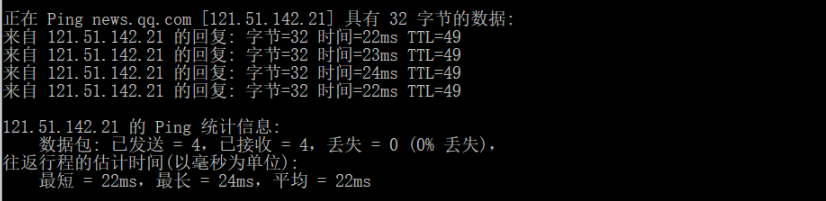 正在 Ping news.qq.com [121.51.142.21] 具有 32 字节的数据:
来自 121.51.142.21 的回复: 字节=32 时间=22ms TTL=49
来自 121.51.142.21 的回复: 字节=32 时间=23ms TTL=49
来自 121.51.142.21 的回复: 字节=32 时间=24ms TTL=49
来自 121.51.142.21 的回复: 字节=32 时间=22ms TTL=49
121.51.142.21 的 Ping 统计信息:
数据包: 已发送 = 4，已接收 = 4，丢失 = 0 (0% 丢失)，
往返行程的估计时间(以毫秒为单位):
最短 = 22ms，最长 = 24ms，平均 = 22ms